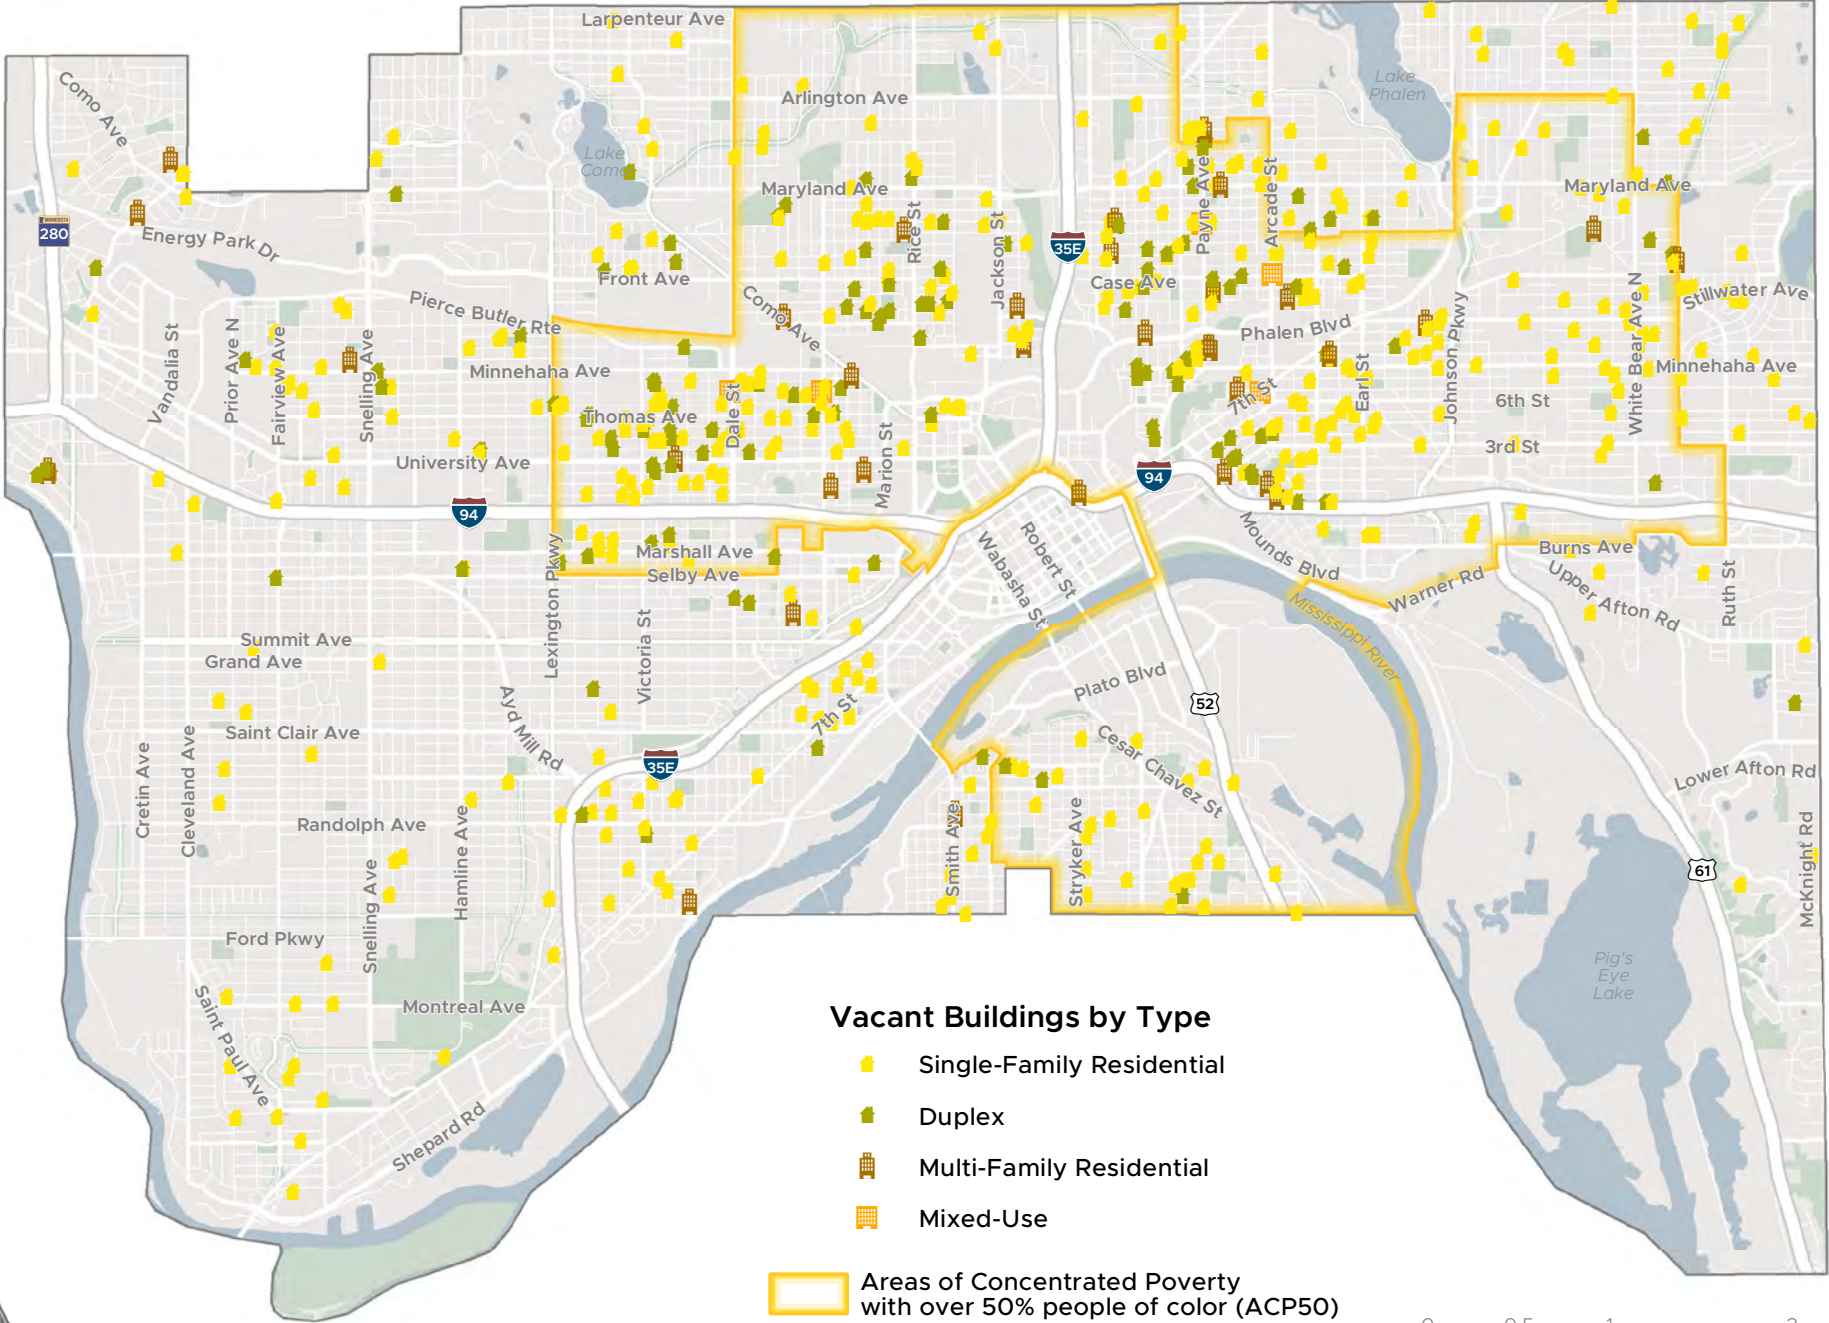 Larpenteur Ave
Como Ave
Arlington Ave
Lake
Phalen
Lake
Como
Maryland Ave
Maryland Ave
MINNESOTA
280
Energy Park Dr
Front Ave
Rice St
Jackson St
35E
Payne Ave
Arcade St
Case Ave
Pierce Butler Rte
Como Ave
Phalen Blvd
Johnson Pkwy
White Bear Ave N
Stillwater Ave
Vandalia St
Prior Ave N
Fairview Ave
Snelling Ave
Minnehaha Ave
Minnehaha Ave
Thomas Ave
Dale St
7th St
Earl St
6th St
3rd St
University Ave
Marion St
94
94
Lexington Pkwy
Marshall Ave
Selby Ave
Wabasha St
Robert St
Mounds Blvd
Burns Ave
Warner Rd
Upper Afton Rd
Ruth St
Mississippi River
Summit Ave
Grand Ave
Victoria St
Ayd Mill Rd
Plato Blvd
52
7th St
Saint Clair Ave
35E
Cesar Chavez St
Cretin Ave
Cleveland Ave
Lower Afton Rd
Randolph Ave
Hamline Ave
Snelling Ave
Smith Ave
Stryker Ave
61
McKnight Rd
Ford Pkwy
Pig's
Eye
Lake
Saint Paul Ave
Montreal Ave
Shepard Rd
Vacant Buildings by Type
Single-Family Residential
Duplex
Multi-Family Residential
Mixed-Use
Areas of Concentrated Poverty
with over 50% people of color (ACP50)